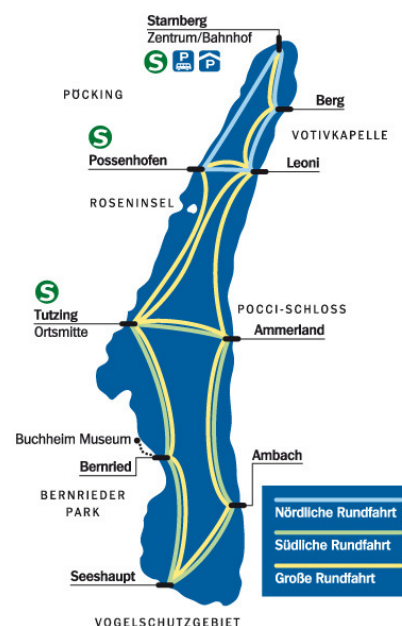 Starnberg
Zentrum/Bahnhof
S P P
PÖCKING
Berg
VOTIVKAPELLE
S
Possenhofen
Leoni
ROSENINSEL
S
Tutzing
Ortsmitte
POCCI-SCHLOSS
Ammerland
Buchheim Museum
Bernried
Ambach
BERNRIEDER
PARK
Nördliche Rundfahrt
Südliche Rundfahrt
Große Rundfahrt
Seeshaupt
VOGELSCHUTZGEBIET